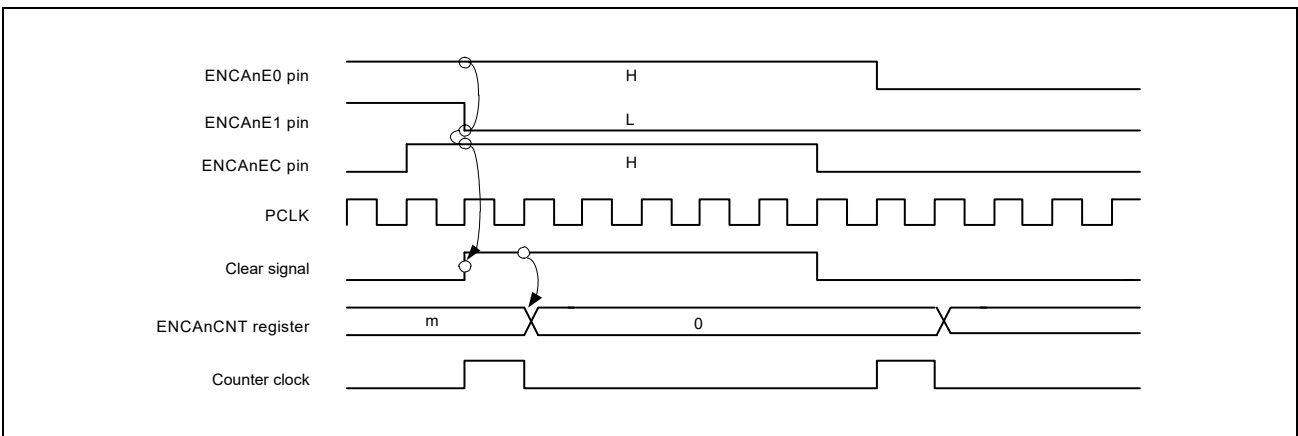 ENCAnE0 pin
H
ENCAnE1 pin
L
ENCAnEC pin
H
PCLK
Clear signal
ENCAnCNT register
m
0
Counter clock